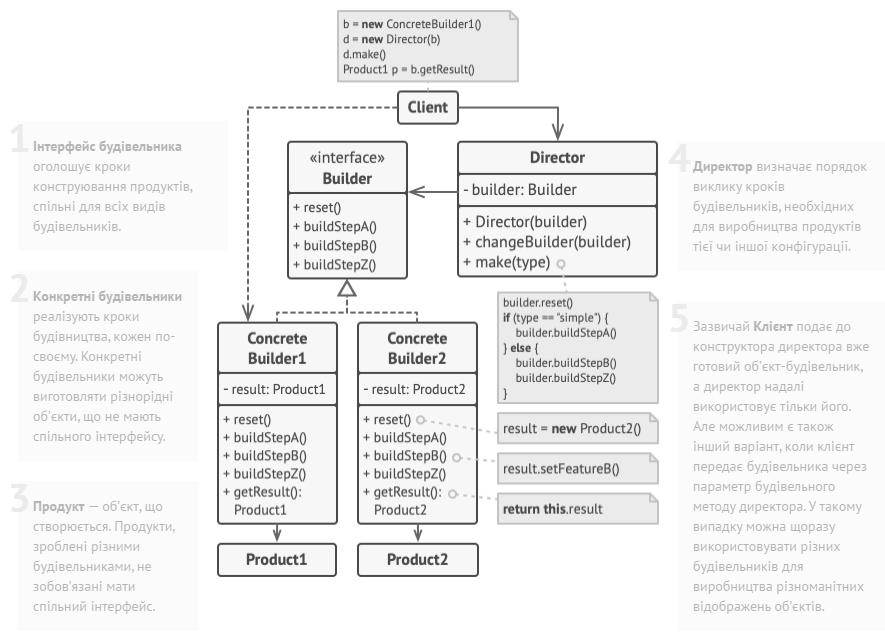 b = new ConcreteBuilder1()
d = new Director(b)
d.make()
Product1 p = b.getResult()
Client
1
Інтерфейс будівельника
оголошує кроки
конструювання продуктів,
спільні для всіх видів
будівельників.
«interface»
Builder
+ reset()
+ buildStepA()
+ buildStepB()
+ buildStepZ()
Director
- builder: Builder
+ Director(builder)
+ changeBuilder(builder)
+ make(type)
4
Директор визначає порядок
виклику кроків
будівельників, необхідних
для виробництва продуктів
тієї чи іншої конфігурації.
2
Конкретні будівельники
реалізують кроки
будівництва, кожен по-
своєму. Конкретні
будівельники можуть
виготовляти різнорідні
об'єкти, що не мають
спільного інтерфейсу.
builder.reset()
if (type == "simple") {
builder.buildStepA()
} else {
builder.buildStepB()
builder.buildStepZ()
}
Concrete
Builder1
- result: Product1
+ reset()
+ buildStepA()
+ buildStepB()
+ buildStepZ()
+ getResult():
Product1
Concrete
Builder2
- result: Product2
+ reset()
+ buildStepA()
+ buildStepB()
+ buildStepZ()
+ getResult():
Product2
result = new Product2()
result.setFeatureB()
return this.result
5
Зазвичай Клієнт подає до
конструктора директора вже
готовий об'єкт-будівельник,
а директор надалі
використовує тільки його.
Але можливим є також
інший варіант, коли клієнт
передає будівельника через
параметр будівельного
методу директора. У такому
випадку можна щоразу
використовувати різних
будівельників для
виробництва різноманітних
відображень об'єктів.
3
Продукт — об'єкт, що
створюється. Продукти,
зроблені різними
будівельниками, не
зобов'язані мати
спільний інтерфейс.
Product1
Product2